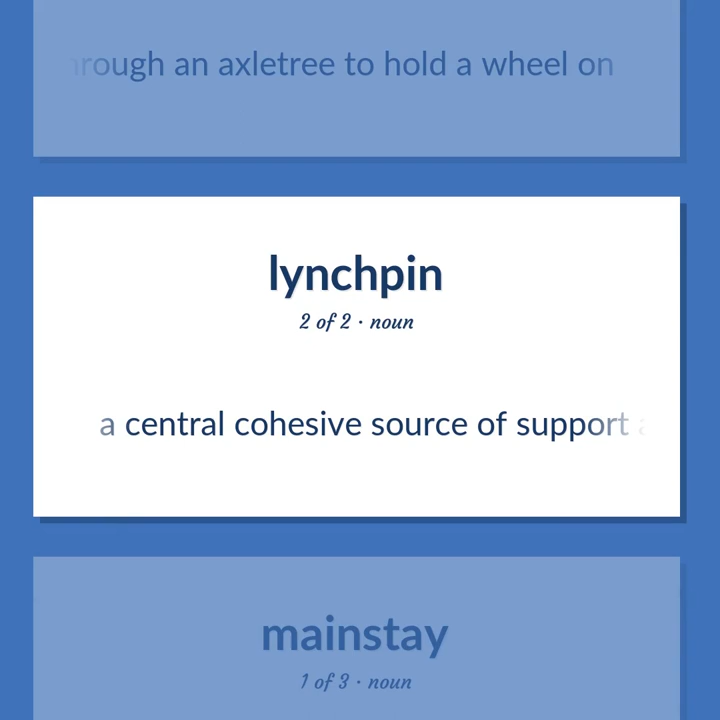 through an axletree to hold a wheel on
lynchpin
2 of 2 · noun
a central cohesive source of support
mainstay
1 of 3 · noun